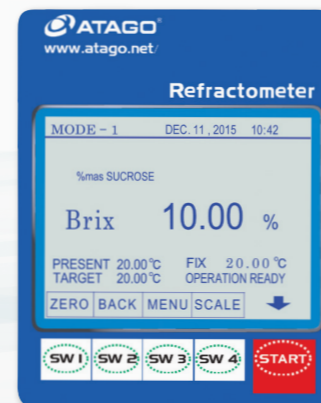 ATAGO®
www.atago.net/
Refractometer
MODE - 1 DEC. 11 , 2015 10:42
%mas SUCROSE
Brix 10.00 %
PRESENT 20.00℃ FIX 20.00℃
TARGET 20.00℃ OPERATION READY
ZERO BACK MENU SCALE
SW 1 SW 2 SW 3 SW 4 START